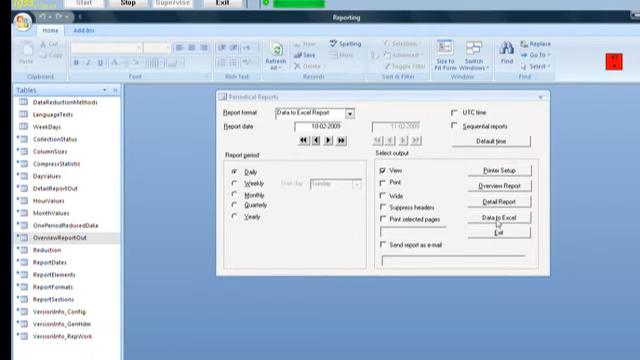 igss
Start
Stop
Supervise
Exit
Reporting
Home
Add-Ins
Cut
Copy
Paste
Clipboard
Font
Rich Text
Refresh
All
New
Save
Delete
Spelling
Records
Selection
Advanced
Toggle Filter
Sort & Filter
Size to
Fit Form
Switch
Windows
Window
Find
Replace
Go To
Select
Find
Tables
DataReductionMethods
LanguageTexts
WeekDays
CollectionStatus
ColumnSizes
CompressStatistic
DayValues
DetailReportOut
HourValues
MonthValues
OnePeriodReducedData
OverviewReportOut
Reduction
ReportDates
ReportElements
ReportFormats
ReportSections
VersionInfo_Config
VersionInfo_GenHdm
VersionInfo_RepWork
Periodical Reports
Report format
Data to Excel Report
Report date
10-02-2009
11-02-2009
UTC time
Sequential reports
Default time
Report period
Daily
Weekly
Start day
Tuesday
Monthly
Quarterly
Yearly
Select output
View
Print
Wide
Suppress headers
Print selected pages
Send report as e-mail
Printer Setup
Overview Report
Detail Report
Data to Excel
Exit